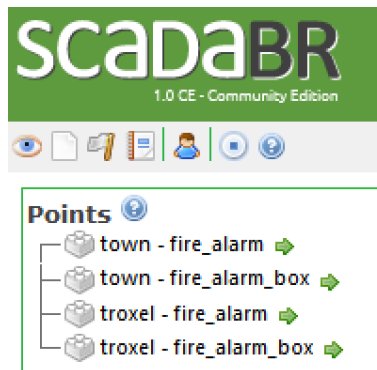 SCADABR
1.0 CE - Community Edition
Points
town - fire_alarm
town - fire_alarm_box
troxel - fire_alarm
troxel - fire_alarm_box